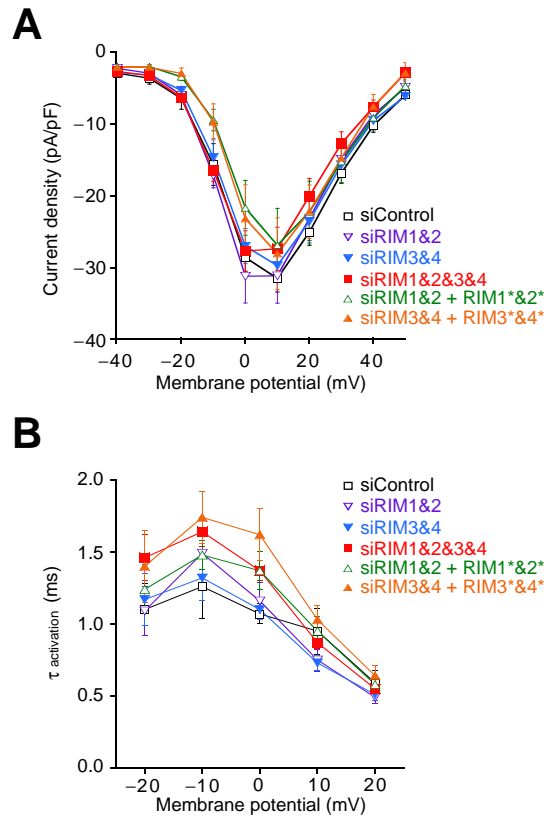 A
0
−10
−20
−30
−40
Current density (pA/pF)
−40 −20 0 20 40
Membrane potential (mV)
siControl
siRIM1&2
siRIM3&4
siRIM1&2&3&4
siRIM1&2 + RIM1*&2*
siRIM3&4 + RIM3*&4*
B
2.0
1.5
1.0
0.5
0.0
τ activation (ms)
−20 −10 0 10 20
Membrane potential (mV)
siControl
siRIM1&2
siRIM3&4
siRIM1&2&3&4
siRIM1&2 + RIM1*&2*
siRIM3&4 + RIM3*&4*